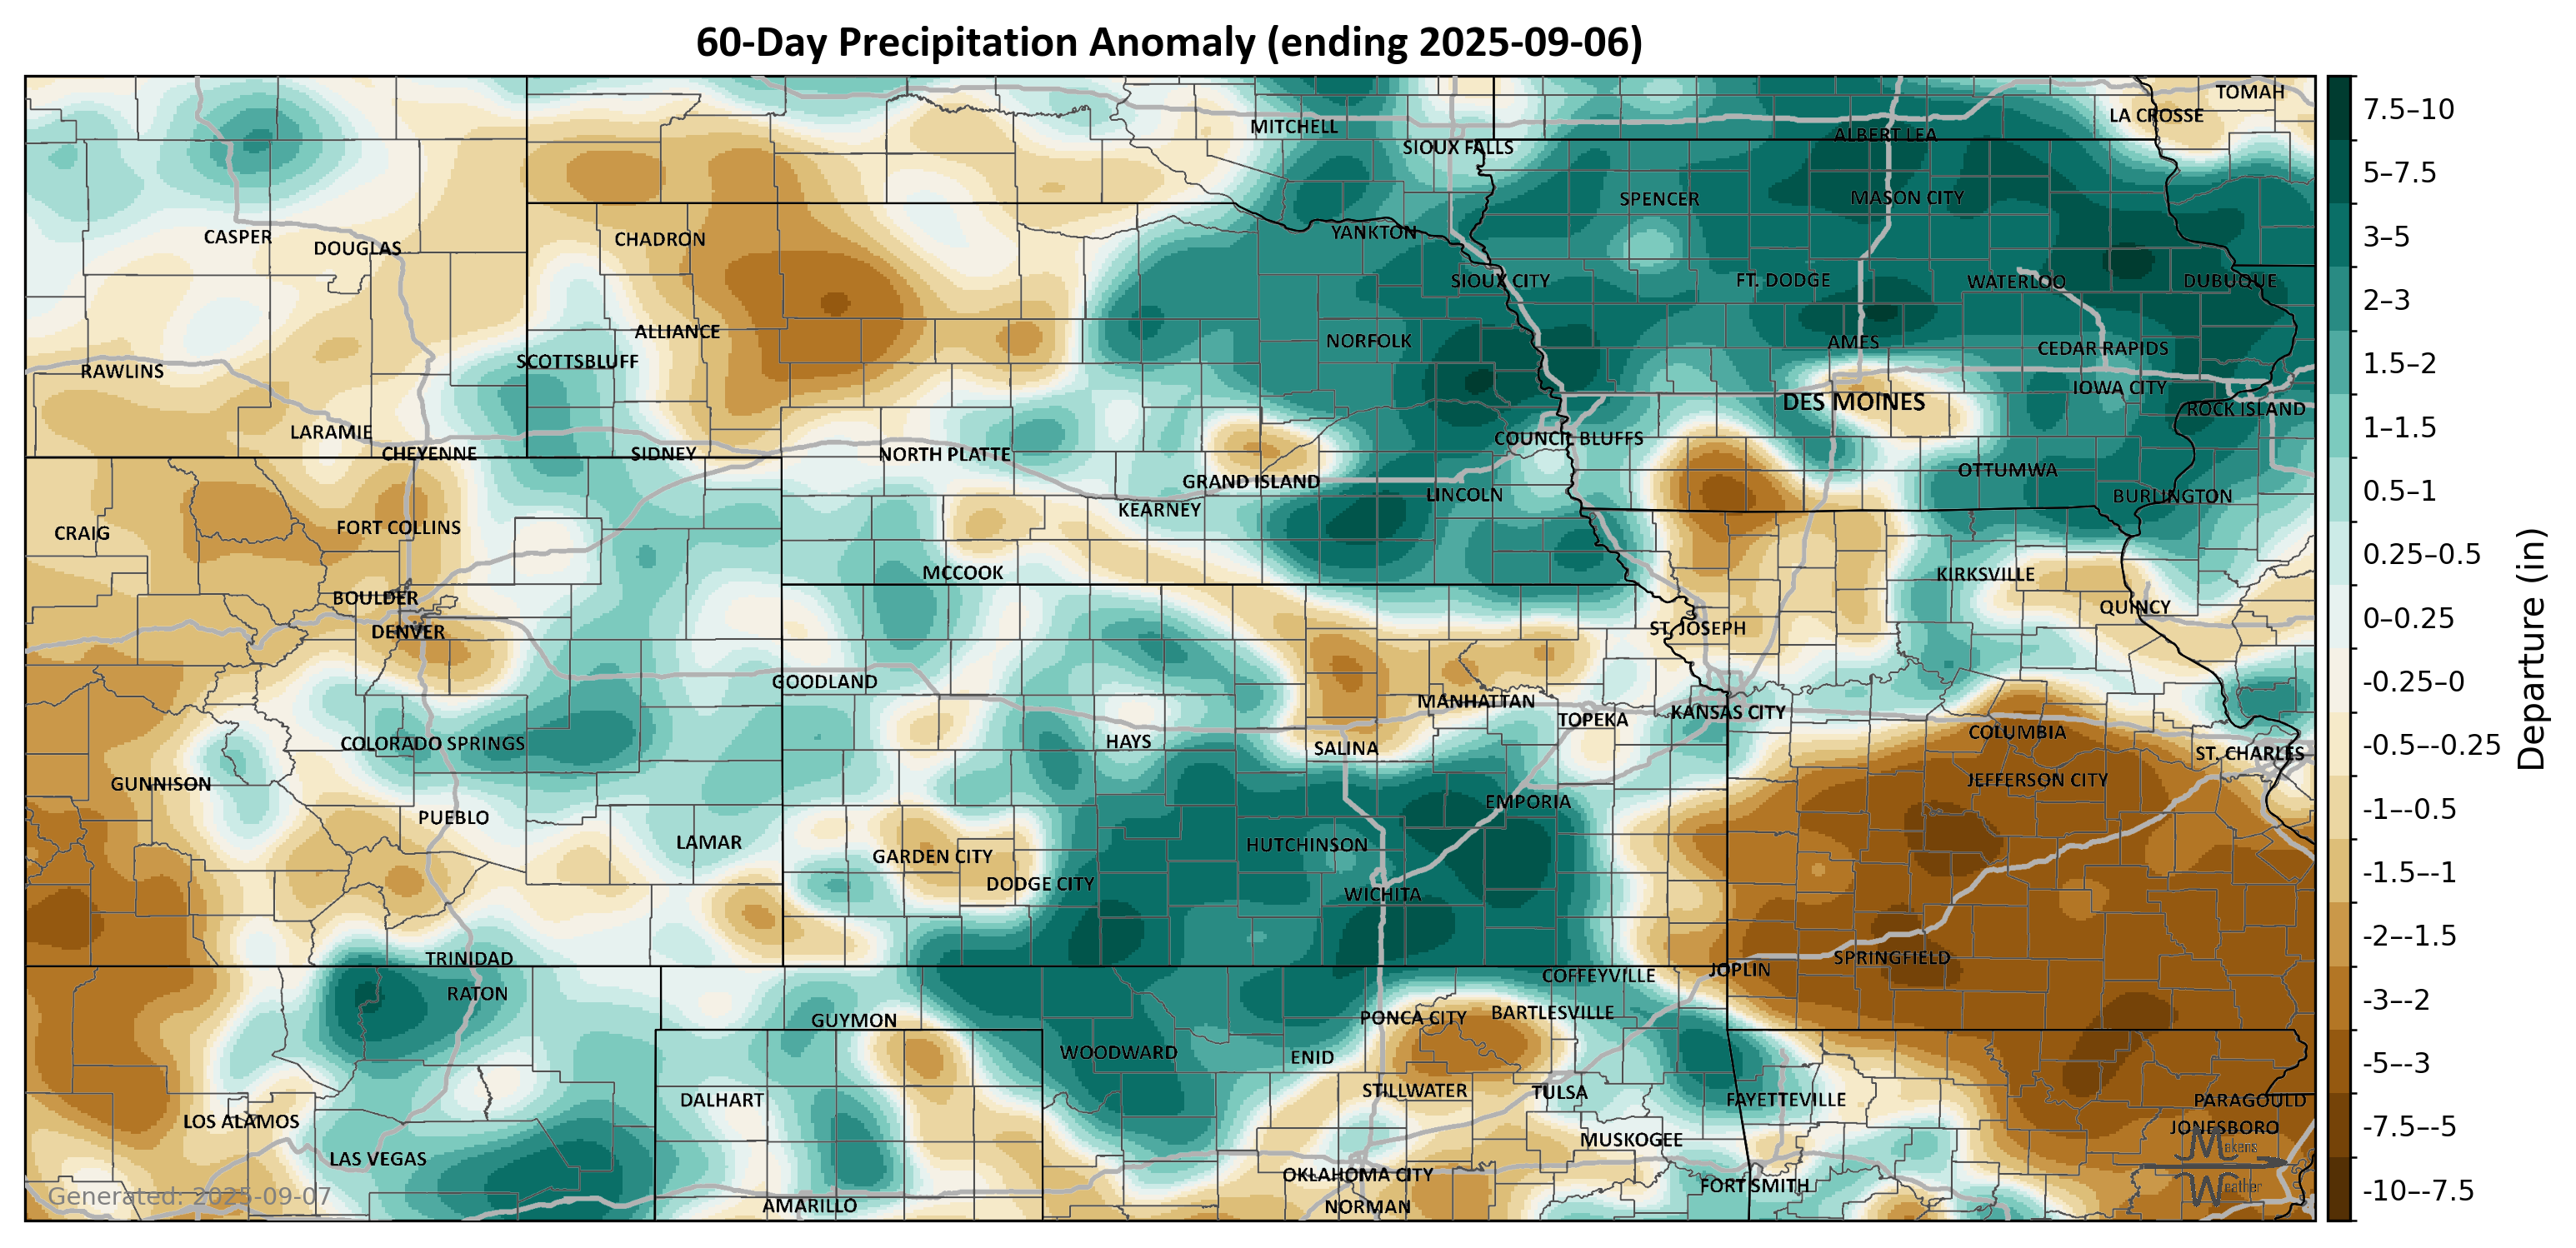 60-Day Precipitation Anomaly (ending 2025-09-06)
TOMAH
LA CROSSE
MITCHELL
ALBERT LEA
SIOUX FALLS
SPENCER
MASON CITY
CASPER
DOUGLAS
CHADRON
YANKTON
SIOUX CITY
FT. DODGE
WATERLOO
DUBUQUE
ALLIANCE
NORFOLK
AMES
CEDAR RAPIDS
SCOTTSBLUFF
RAWLINS
IOWA CITY
DES MOINES
ROCK ISLAND
LARAMIE
COUNCIL BLUFFS
CHEYENNE
SIDNEY
NORTH PLATTE
OTTUMWA
GRAND ISLAND
LINCOLN
BURLINGTON
KEARNEY
CRAIG
FORT COLLINS
MCCOOK
KIRKSVILLE
BOULDER
QUINCY
DENVER
ST. JOSEPH
GOODLAND
MANHATTAN
TOPEKA
KANSAS CITY
COLUMBIA
COLORADO SPRINGS
HAYS
SALINA
ST. CHARLES
GUNNISON
JEFFERSON CITY
EMPORIA
PUEBLO
LAMAR
HUTCHINSON
GARDEN CITY
DODGE CITY
WICHITA
TRINIDAD
SPRINGFIELD
JOPLIN
COFFEYVILLE
RATON
BARTLESVILLE
PONCA CITY
GUYMON
WOODWARD
ENID
STILLWATER
TULSA
DALHART
FAYETTEVILLE
PARAGOULD
LOS ALAMOS
JONESBORO
MUSKOGEE
LAS VEGAS
OKLAHOMA CITY
FORT SMITH
AMARILLO
NORMAN
Generated: 2025-09-07
Makens
Weather
7.5–10
5–7.5
3–5
2–3
1.5–2
1–1.5
0.5–1
0.25–0.5
0–0.25
-0.25–0
-0.5–-0.25
-1–-0.5
-1.5–-1
-2–-1.5
-3–-2
-5–-3
-7.5–-5
-10–-7.5
Departure (in)